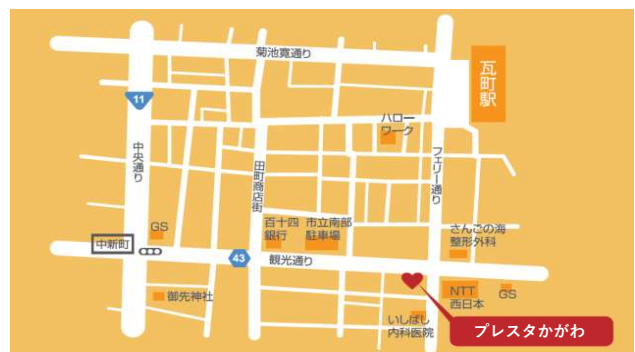 菊池寛通り
瓦町駅
11
ハロー
ワーク
中央通り
田町商店街
フェリー通り
GS
百十四
銀行
市立南部
駐車場
さんごの海
整形外科
中新町
43
観光通り
御先神社
NTT
西日本
GS
いしばし
内科医院
プレスタかがわ